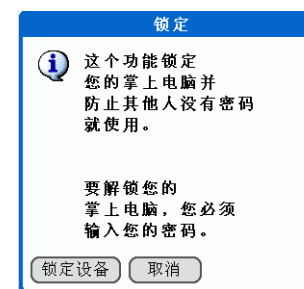 锁定
这个功能锁定
您的掌上电脑并
防止其他人没有密码
就使用。
要解锁您的
掌上电脑，您必须
输入您的密码。
锁定设备 取消